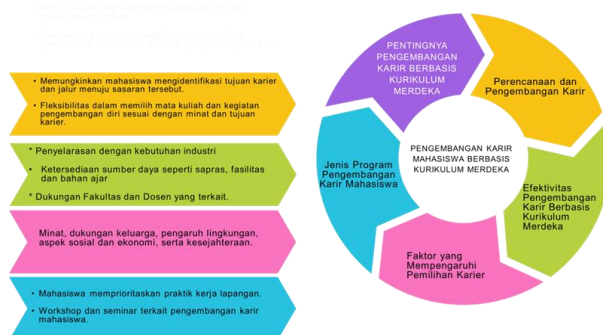 • Memungkinkan mahasiswa mengidentifikasi tujuan karier
dan jalur menuju sasaran tersebut.
• Fleksibilitas dalam memilih mata kuliah dan kegiatan
pengembangan diri sesuai dengan minat dan tujuan
karier.
* Penyelarasan dengan kebutuhan industri
• Ketersediaan sumber daya seperti sapras, fasilitas
dan bahan ajar
* Dukungan Fakultas dan Dosen yang terkait.
Minat, dukungan keluarga, pengaruh lingkungan,
aspek sosial dan ekonomi, serta kesejahteraan.
• Mahasiswa memprioritaskan praktik kerja lapangan.
• Workshop dan seminar terkait pengembangan karir
mahasiswa.
PENTINGNYA
PENGEMBANGAN
KARIR BERBASIS
KURIKULUM
MERDEKA
Perencanaan dan
Pengembangan Karir
Efektivitas
Pengembangan
Karir Berbasis
Kurikulum
Merdeka
Faktor yang
Mempengaruhi
Pemilihan Karier
Jenis Program
Pengembangan
Karir Mahasiswa
PENGEMBANGAN KARIR
MAHASISWA BERBASIS
KURIKULUM MERDEKA